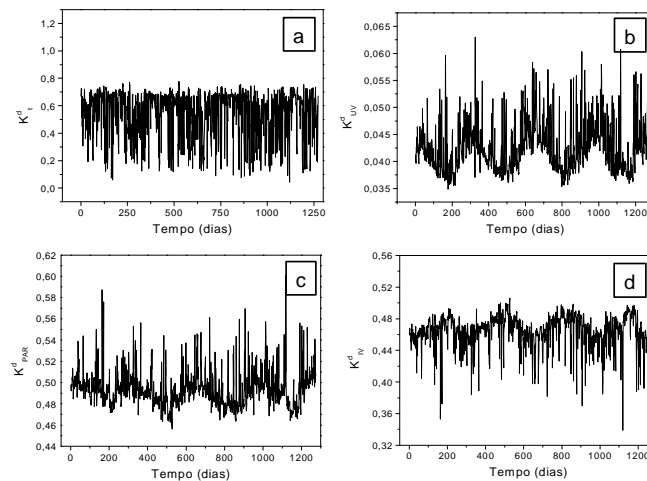 a
1,2
1,0
0,8
0,6
0,4
0,2
0,0
K^d_t
0 250 500 750 1000 1250
Tempo (dias)
b
0,065
0,060
0,055
0,050
0,045
0,040
0,035
K^d_UV
0 200 400 600 800 1000 1200
Tempo (dias)
c
0,62
0,60
0,58
0,56
0,54
0,52
0,50
0,48
0,46
0,44
K^d_PAR
0 200 400 600 800 1000 1200
Tempo (dias)
d
0,56
0,52
0,48
0,44
0,40
0,36
0,32
K^d_IV
0 200 400 600 800 1000 1200
Tempo (dias)